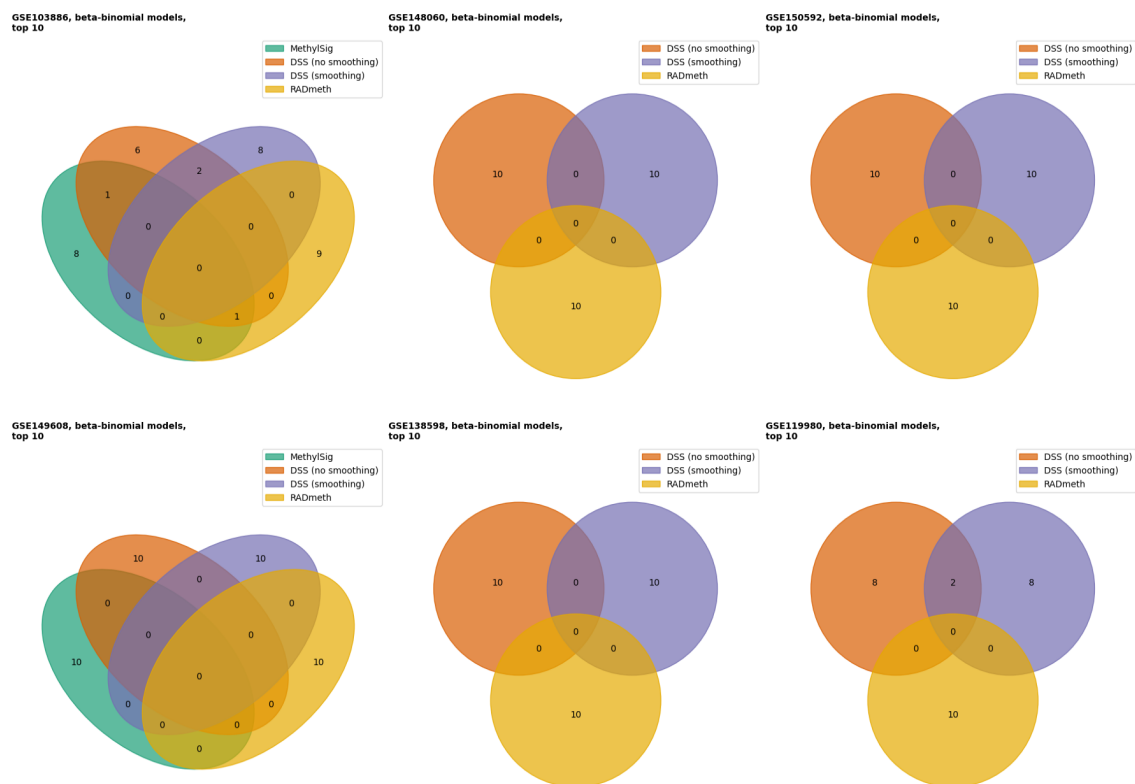 GSE103886, beta-binomial models,
top 10
MethylSig
DSS (no smoothing)
DSS (smoothing)
RADmeth
6
8
2
1
0
0
0
8
9
0
0
0
0
1
0
GSE148060, beta-binomial models,
top 10
DSS (no smoothing)
DSS (smoothing)
RADmeth
10
0
10
0
0
0
10
GSE150592, beta-binomial models,
top 10
DSS (no smoothing)
DSS (smoothing)
RADmeth
10
0
10
0
0
0
10
GSE149608, beta-binomial models,
top 10
MethylSig
DSS (no smoothing)
DSS (smoothing)
RADmeth
10
10
0
0
0
0
0
10
10
0
0
0
0
0
0
GSE138598, beta-binomial models,
top 10
DSS (no smoothing)
DSS (smoothing)
RADmeth
10
0
10
0
0
0
10
GSE119980, beta-binomial models,
top 10
DSS (no smoothing)
DSS (smoothing)
RADmeth
8
2
8
0
0
0
10